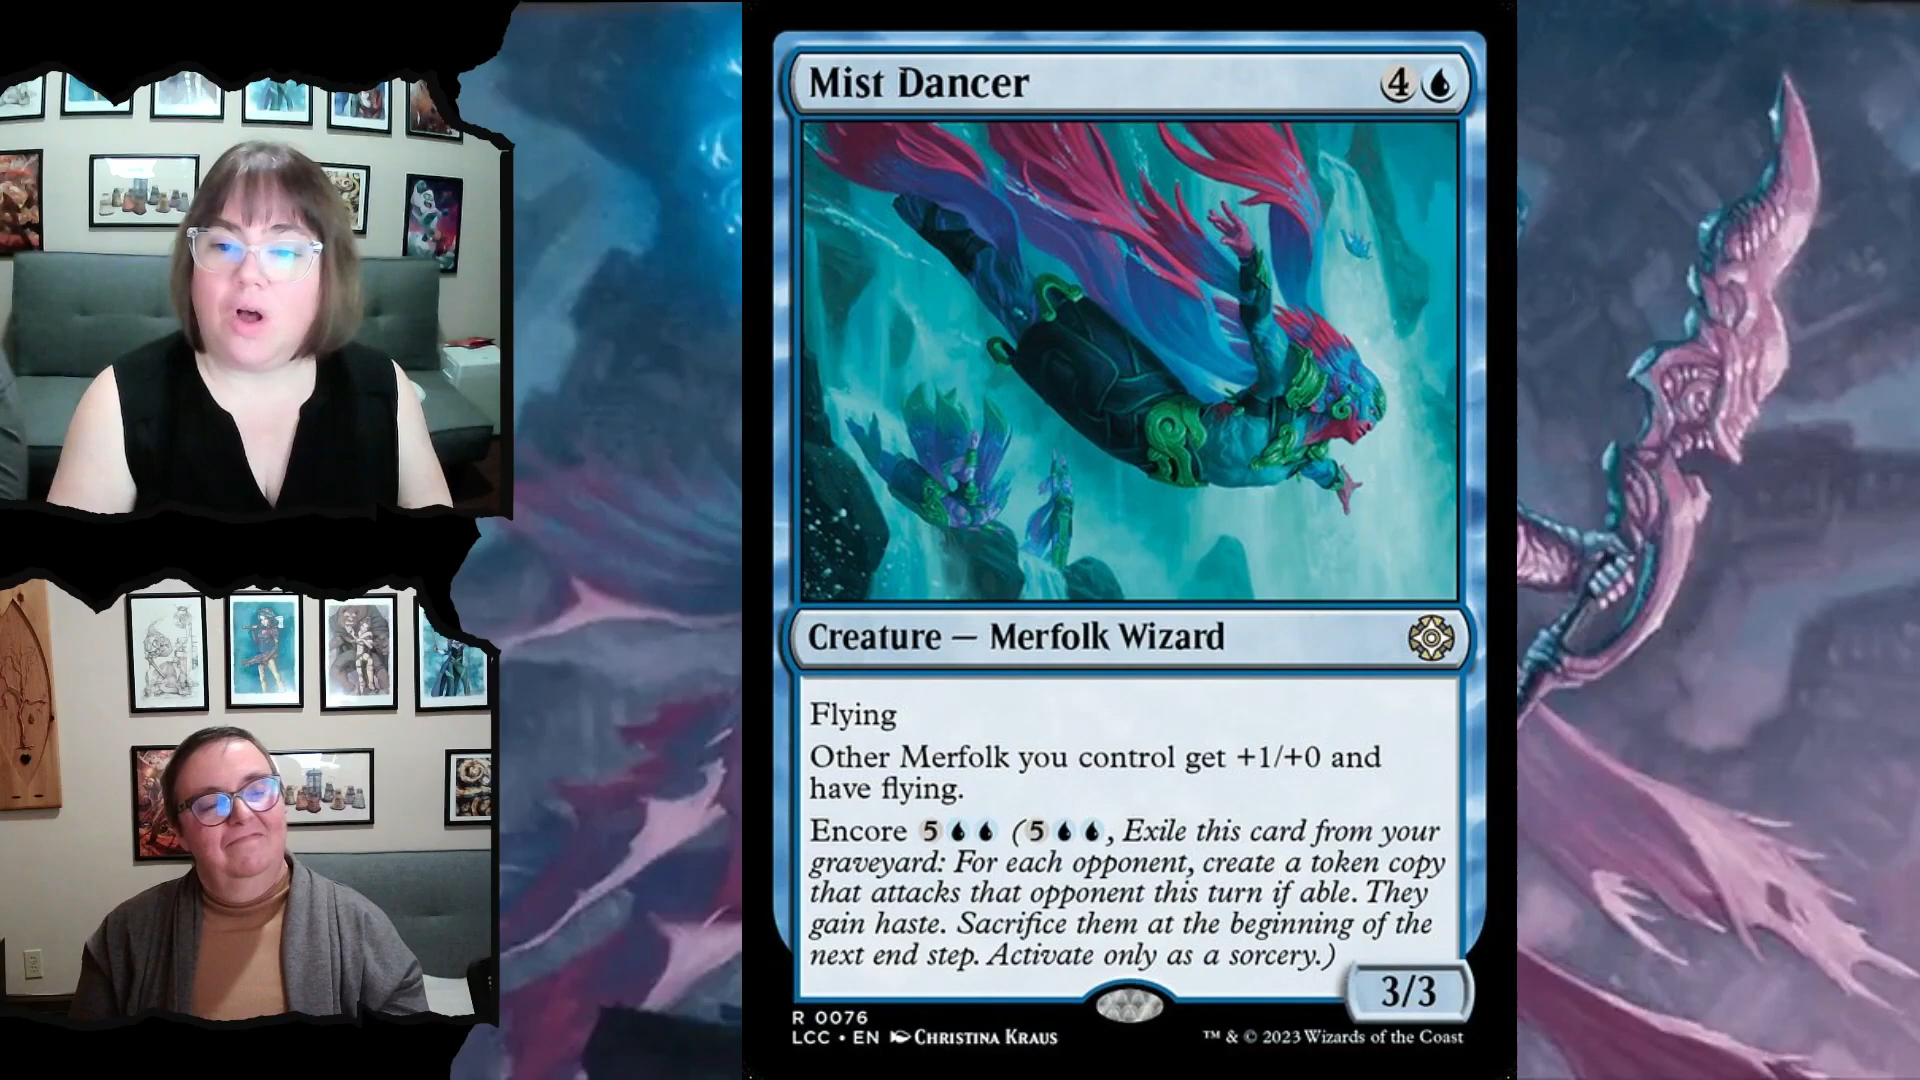 Mist Dancer 4
Creature — Merfolk Wizard
Flying
Other Merfolk you control get +1/+0 and
have flying.
Encore 5 (5, Exile this card from your
graveyard: For each opponent, create a token copy
that attacks that opponent this turn if able. They
gain haste. Sacrifice them at the beginning of the
next end step. Activate only as a sorcery.)
3/3
R 0076
LCC • EN Christina Kraus
™ & © 2023 Wizards of the Coast